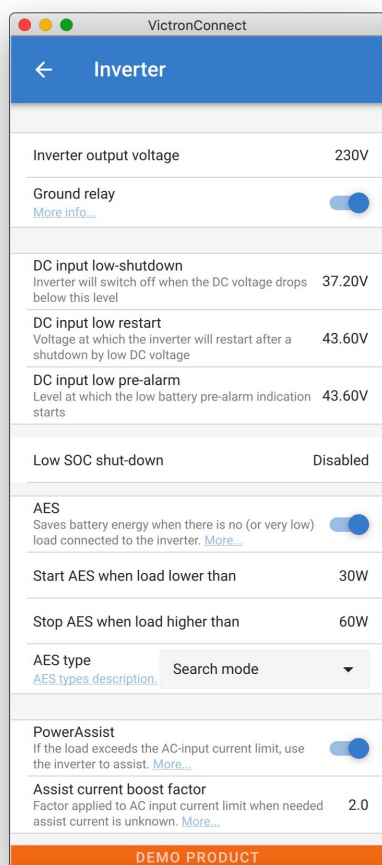 VictronConnect
Inverter
Inverter output voltage 230V
Ground relay
More info...
DC input low-shutdown
Inverter will switch off when the DC voltage drops 37.20V
below this level
DC input low restart
Voltage at which the inverter will restart after a 43.60V
shutdown by low DC voltage
DC input low pre-alarm
Level at which the low battery pre-alarm indication 43.60V
starts
Low SOC shut-down Disabled
AES
Saves battery energy when there is no (or very low)
load connected to the inverter. More...
Start AES when load lower than 30W
Stop AES when load higher than 60W
AES type Search mode
AES types description.
PowerAssist
If the load exceeds the AC-input current limit, use
the inverter to assist. More...
Assist current boost factor
Factor applied to AC input current limit when needed 2.0
assist current is unknown. More...
DEMO PRODUCT